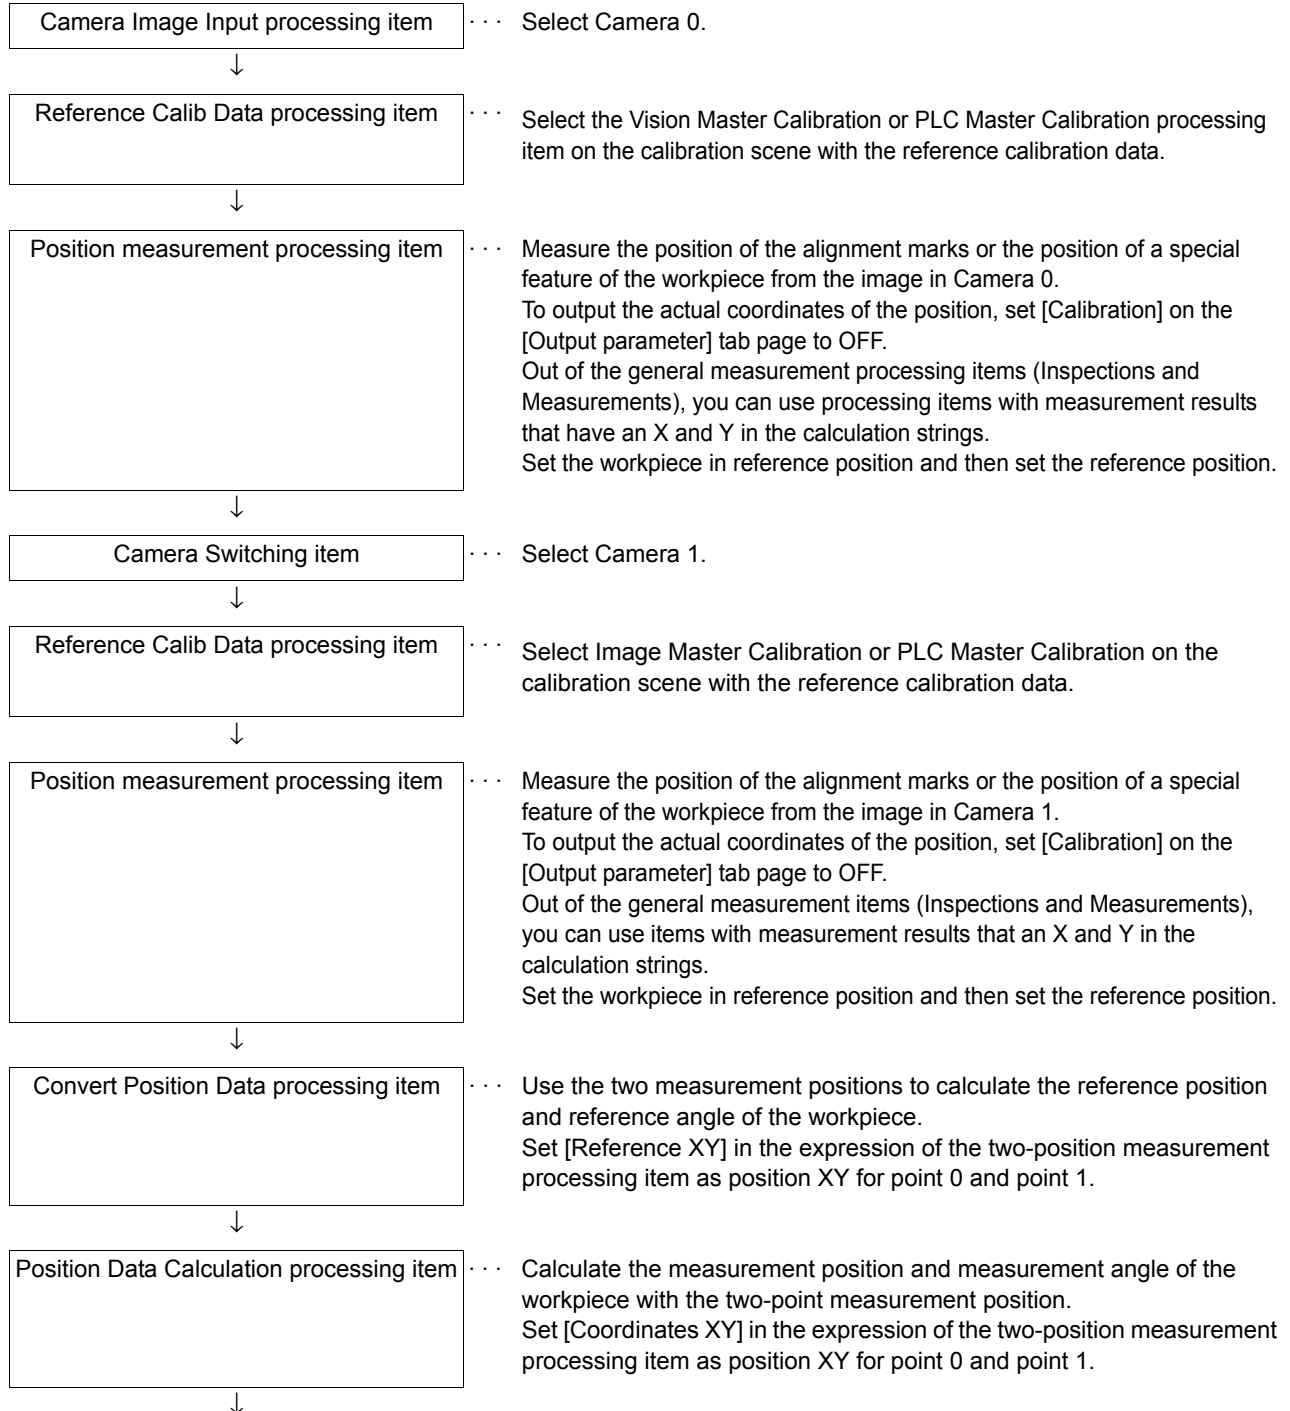 Camera Image Input processing item · · · Select Camera 0.
↓
Reference Calib Data processing item · · · Select the Vision Master Calibration or PLC Master Calibration processing
item on the calibration scene with the reference calibration data.
↓
Position measurement processing item · · · Measure the position of the alignment marks or the position of a special
feature of the workpiece from the image in Camera 0.
To output the actual coordinates of the position, set [Calibration] on the
[Output parameter] tab page to OFF.
Out of the general measurement processing items (Inspections and
Measurements), you can use processing items with measurement results
that have an X and Y in the calculation strings.
Set the workpiece in reference position and then set the reference position.
↓
Camera Switching item · · · Select Camera 1.
↓
Reference Calib Data processing item · · · Select Image Master Calibration or PLC Master Calibration on the
calibration scene with the reference calibration data.
↓
Position measurement processing item · · · Measure the position of the alignment marks or the position of a special
feature of the workpiece from the image in Camera 1.
To output the actual coordinates of the position, set [Calibration] on the
[Output parameter] tab page to OFF.
Out of the general measurement items (Inspections and Measurements),
you can use items with measurement results that an X and Y in the
calculation strings.
Set the workpiece in reference position and then set the reference position.
↓
Convert Position Data processing item · · · Use the two measurement positions to calculate the reference position
and reference angle of the workpiece.
Set [Reference XY] in the expression of the two-position measurement
processing item as position XY for point 0 and point 1.
↓
Position Data Calculation processing item · · · Calculate the measurement position and measurement angle of the
workpiece with the two-point measurement position.
Set [Coordinates XY] in the expression of the two-position measurement
processing item as position XY for point 0 and point 1.
↓